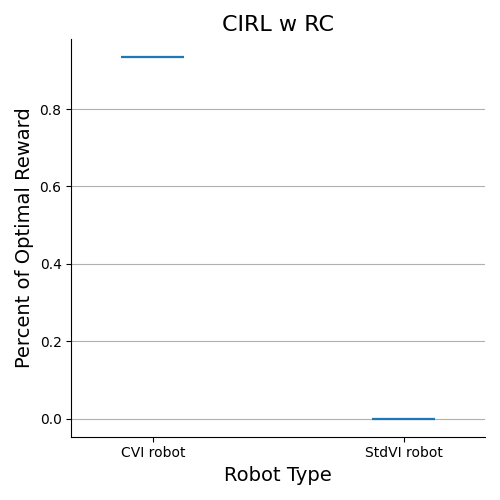 CIRL w RC
Percent of Optimal Reward
0.8
0.6
0.4
0.2
0.0
CVI robot
StdVI robot
Robot Type